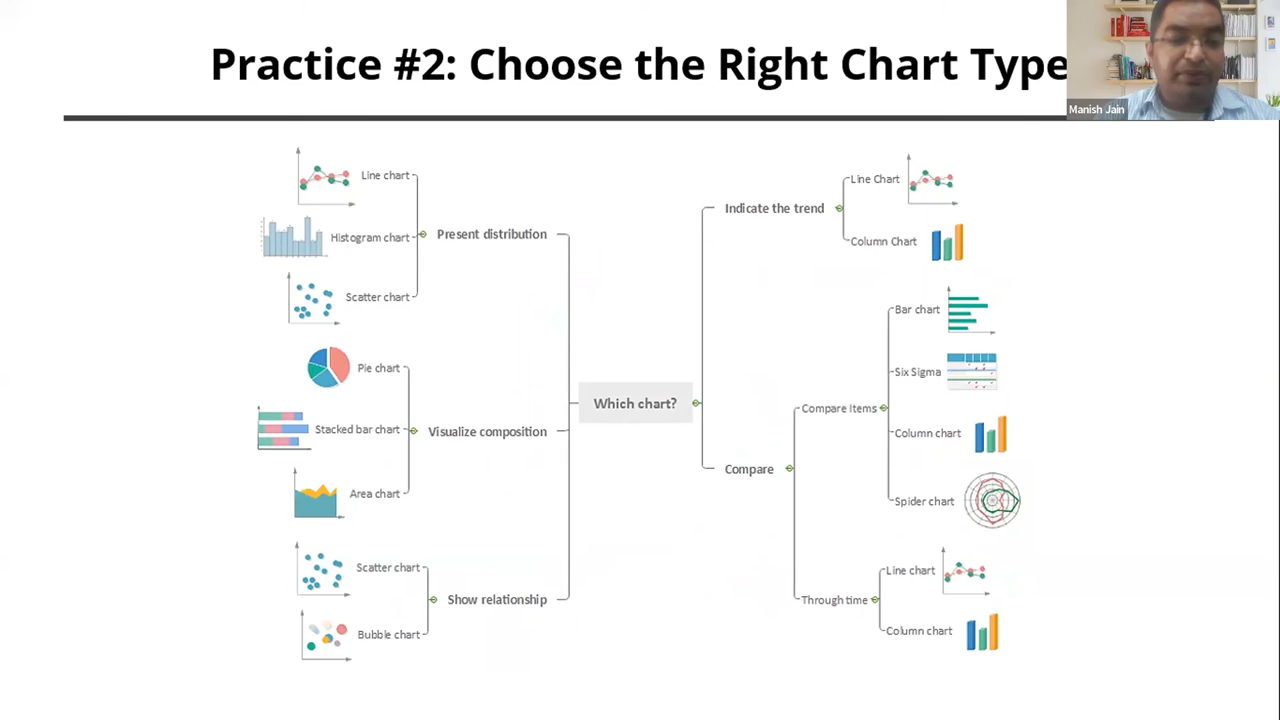 Practice #2: Choose the Right Chart Type
Manish Jain
Line chart
Histogram chart
Scatter chart
Present distribution
Pie chart
Stacked bar chart
Area chart
Visualize composition
Scatter chart
Bubble chart
Show relationship
Which chart?
Indicate the trend
Line Chart
Column Chart
Compare
Compare Items
Bar chart
Six Sigma
Column chart
Spider chart
Through time
Line chart
Column chart